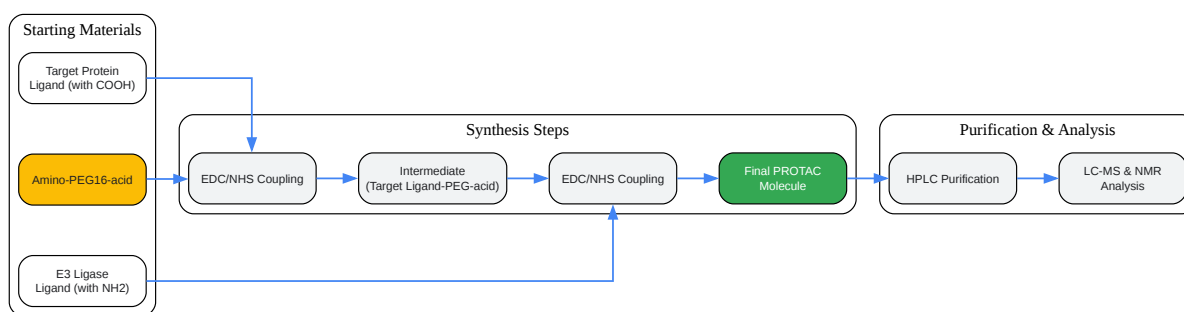 Starting Materials
Target Protein
Ligand (with COOH)
Amino-PEG16-acid
E3 Ligase
Ligand (with NH2)
Synthesis Steps
EDC/NHS Coupling
Intermediate
(Target Ligand-PEG-acid)
EDC/NHS Coupling
Final PROTAC
Molecule
Purification & Analysis
HPLC Purification
LC-MS & NMR
Analysis